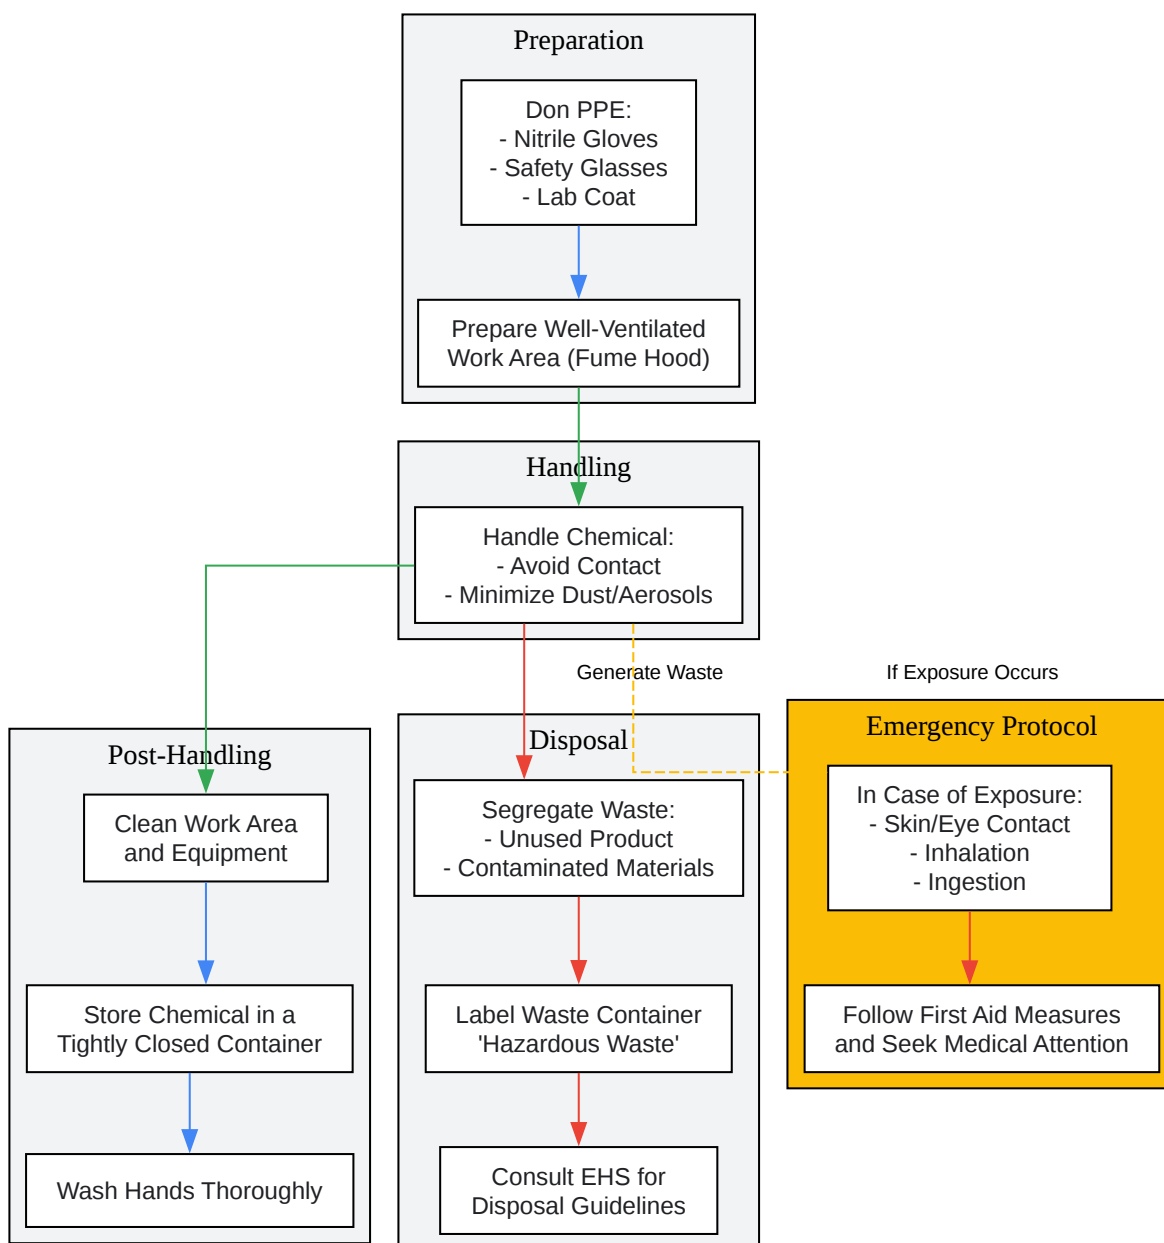 Preparation
Don PPE:
- Nitrile Gloves
- Safety Glasses
- Lab Coat
Prepare Well-Ventilated
Work Area (Fume Hood)
Handling
Handle Chemical:
- Avoid Contact
- Minimize Dust/Aerosols
Generate Waste
If Exposure Occurs
Post-Handling
Clean Work Area
and Equipment
Store Chemical in a
Tightly Closed Container
Wash Hands Thoroughly
Disposal
Segregate Waste:
- Unused Product
- Contaminated Materials
Label Waste Container
'Hazardous Waste'
Consult EHS for
Disposal Guidelines
Emergency Protocol
In Case of Exposure:
- Skin/Eye Contact
- Inhalation
- Ingestion
Follow First Aid Measures
and Seek Medical Attention